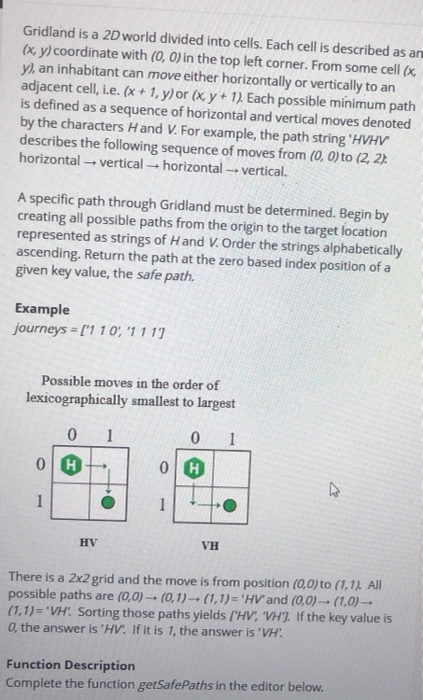 Gridland is a 2D world divided into cells. Each cell is described as an
(x, y) coordinate with (0, 0) in the top left corner. From some cell (x,
y), an inhabitant can move either horizontally or vertically to an
adjacent cell, i.e. (x + 1, y) or (x, y + 1). Each possible minimum path
is defined as a sequence of horizontal and vertical moves denoted
by the characters H and V. For example, the path string 'HVHV'
describes the following sequence of moves from (0, 0) to (2, 2):
horizontal → vertical → horizontal → vertical.
A specific path through Gridland must be determined. Begin by
creating all possible paths from the origin to the target location
represented as strings of H and V. Order the strings alphabetically
ascending. Return the path at the zero based index position of a
given key value, the safe path.
Example
journeys = ['1 1 0', '1 1 1']
Possible moves in the order of
lexicographically smallest to largest
0 1 0 1
0 H 0 H
1 1
HV VH
There is a 2x2 grid and the move is from position (0,0) to (1,1). All
possible paths are (0,0) → (0,1) → (1,1) = 'HV' and (0,0) → (1,0) →
(1,1) = 'VH'. Sorting those paths yields ['HV', 'VH']. If the key value is
0, the answer is 'HV'. If it is 1, the answer is 'VH'.
Function Description
Complete the function getSafePaths in the editor below.